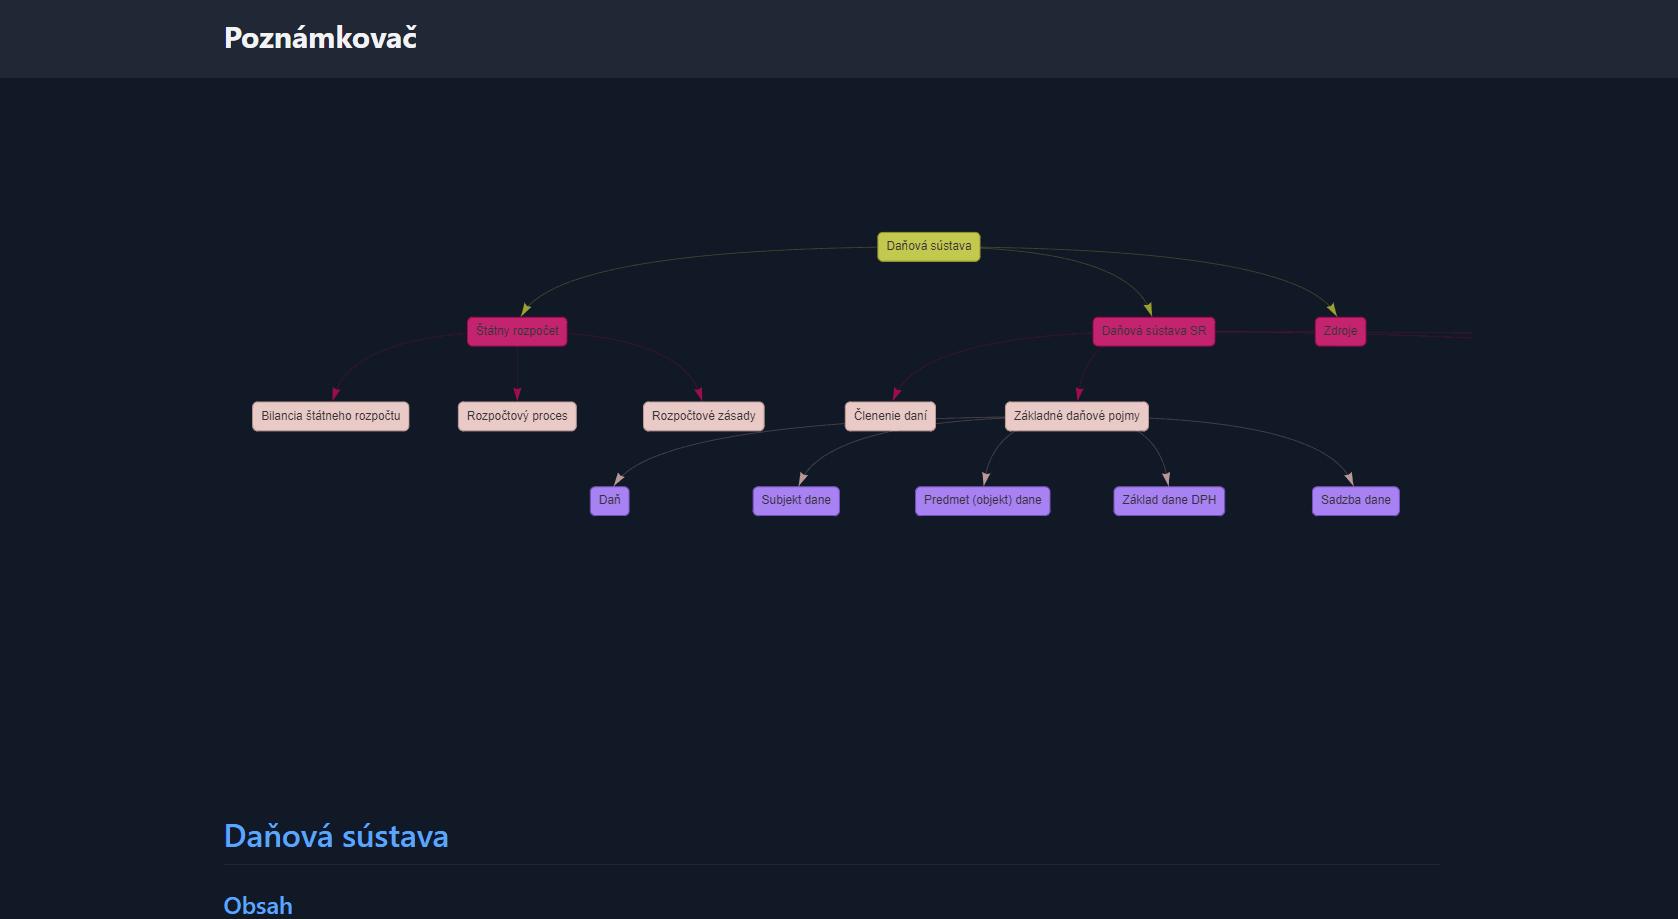 Poznámkovač
Daňová sústava
Štátny rozpočet
Daňová sústava SR
Zdroje
Bilancia štátneho rozpočtu
Rozpočtový proces
Rozpočtové zásady
Členenie daní
Základné daňové pojmy
Daň
Subjekt dane
Predmet (objekt) dane
Základ dane DPH
Sadzba dane
Daňová sústava
Obsah